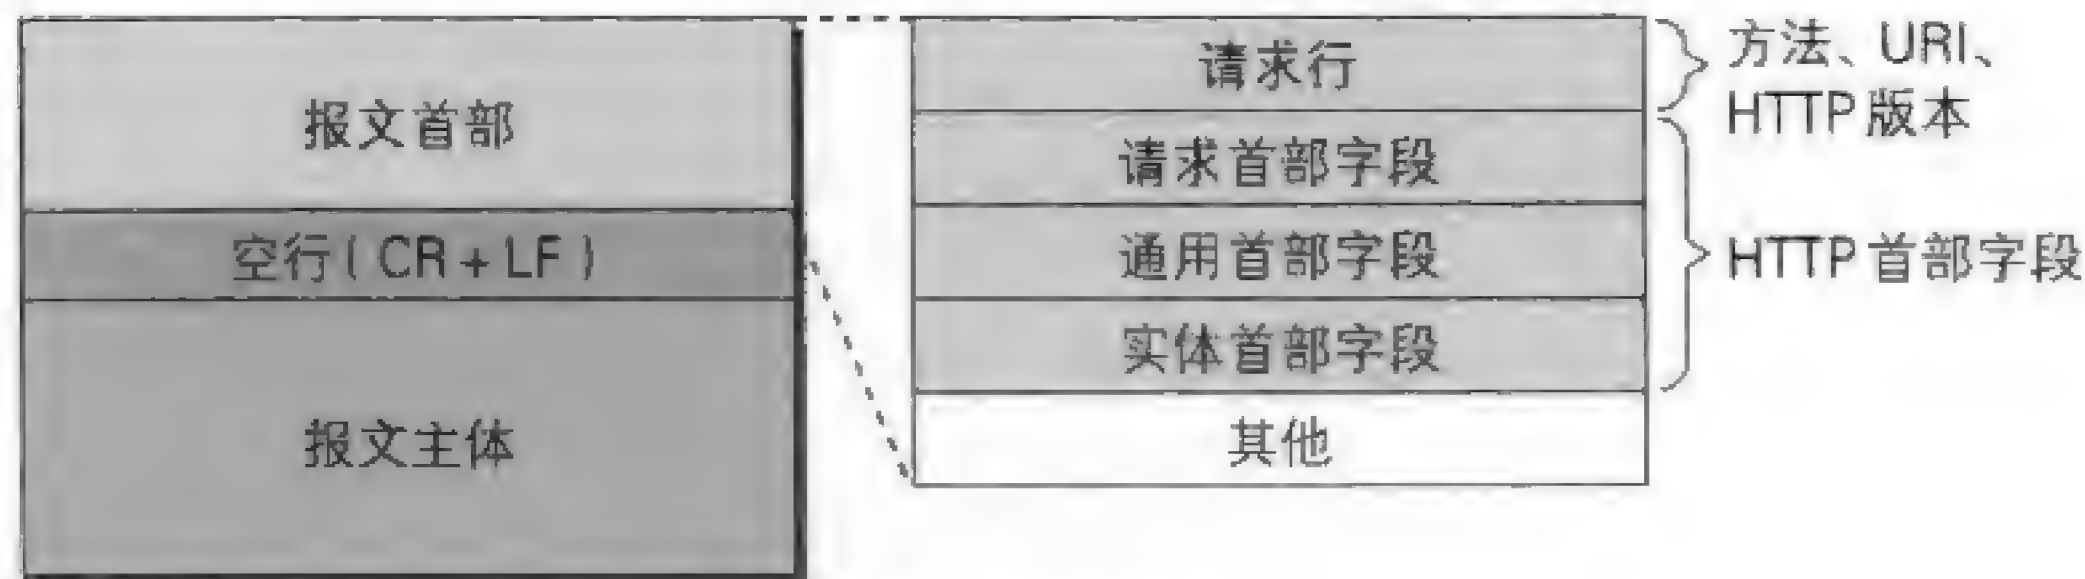 报文首部
空行(CR+LF)
报文主体
请求行
请求首部字段
通用首部字段
实体首部字段
其他
方法、URI、
HTTP版本
HTTP首部字段